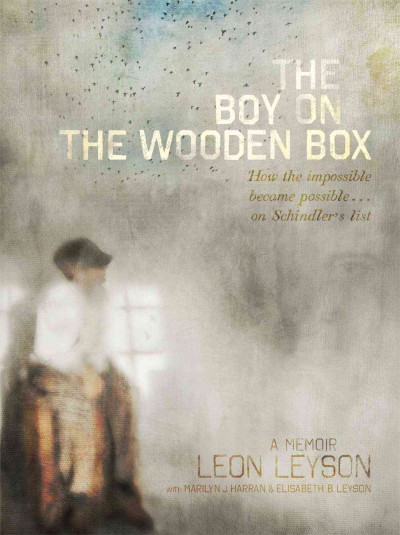 THE
BOY ON
THE WOODEN BOX
How the impossible
became possible...
on Schindler's list
A MEMOIR
LEON LEYSON
with MARILYN J HARRAN & ELISABETH B. LEYSON